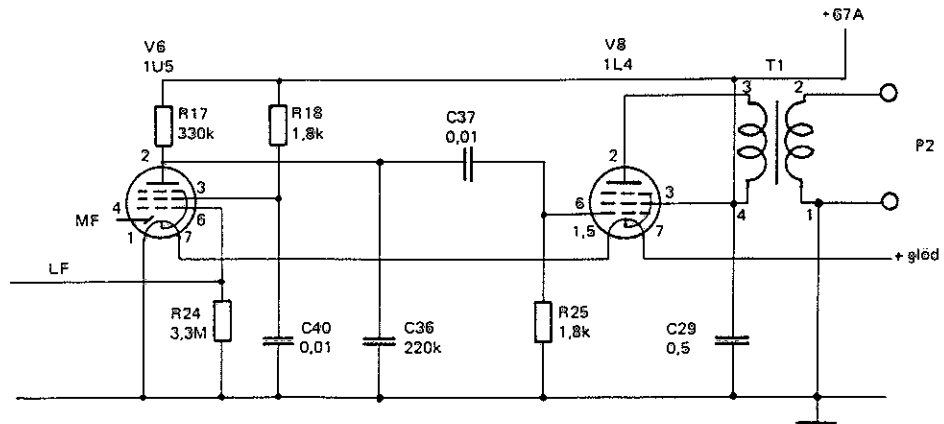 +67A
V6
1U5
V8
1L4
T1
R17
330k
R18
1,8k
C37
0,01
3
2
P2
2
3
4
6
MF
1
7
2
3
6
1,5
7
4
1
LF
+ glöd
R24
3,3M
C40
0,01
C36
220k
R25
1,8k
C29
0,5